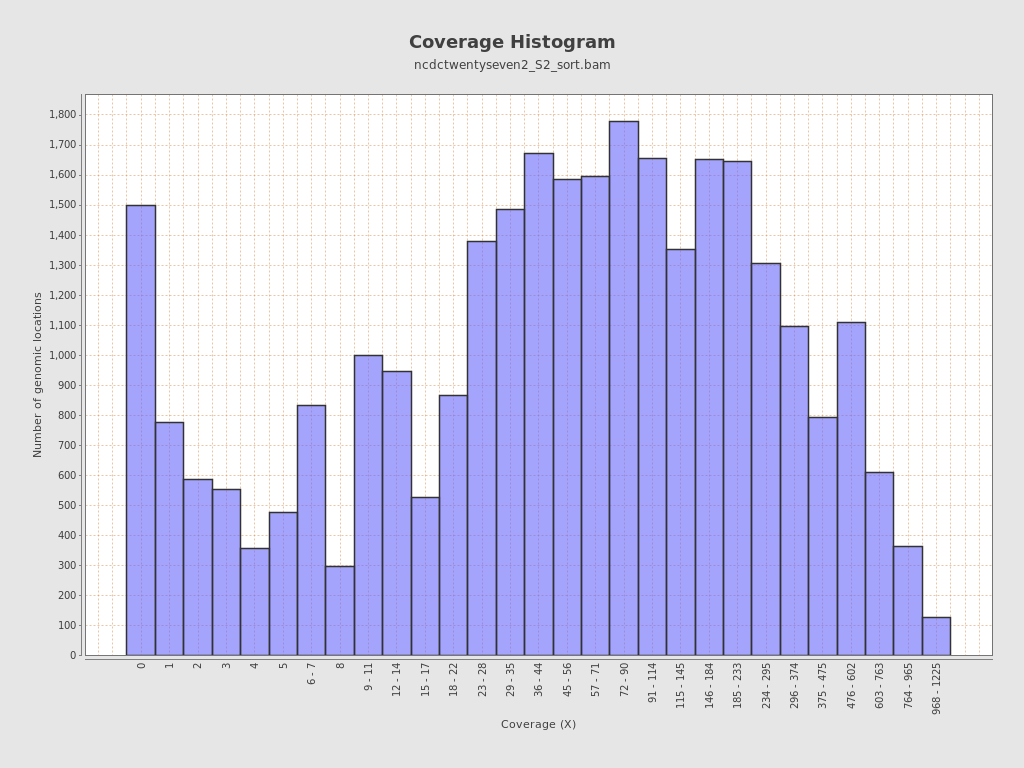 Coverage Histogram
ncdctwentyseven2_S2_sort.bam
Number of genomic locations
1,800
1,700
1,600
1,500
1,400
1,300
1,200
1,100
1,000
900
800
700
600
500
400
300
200
100
0
0
1
2
3
4
5
6 - 7
8
9 - 11
12 - 14
15 - 17
18 - 22
23 - 28
29 - 35
36 - 44
45 - 56
57 - 71
72 - 90
91 - 114
115 - 145
146 - 184
185 - 233
234 - 295
296 - 374
375 - 475
476 - 602
603 - 763
764 - 965
968 - 1225
Coverage (X)